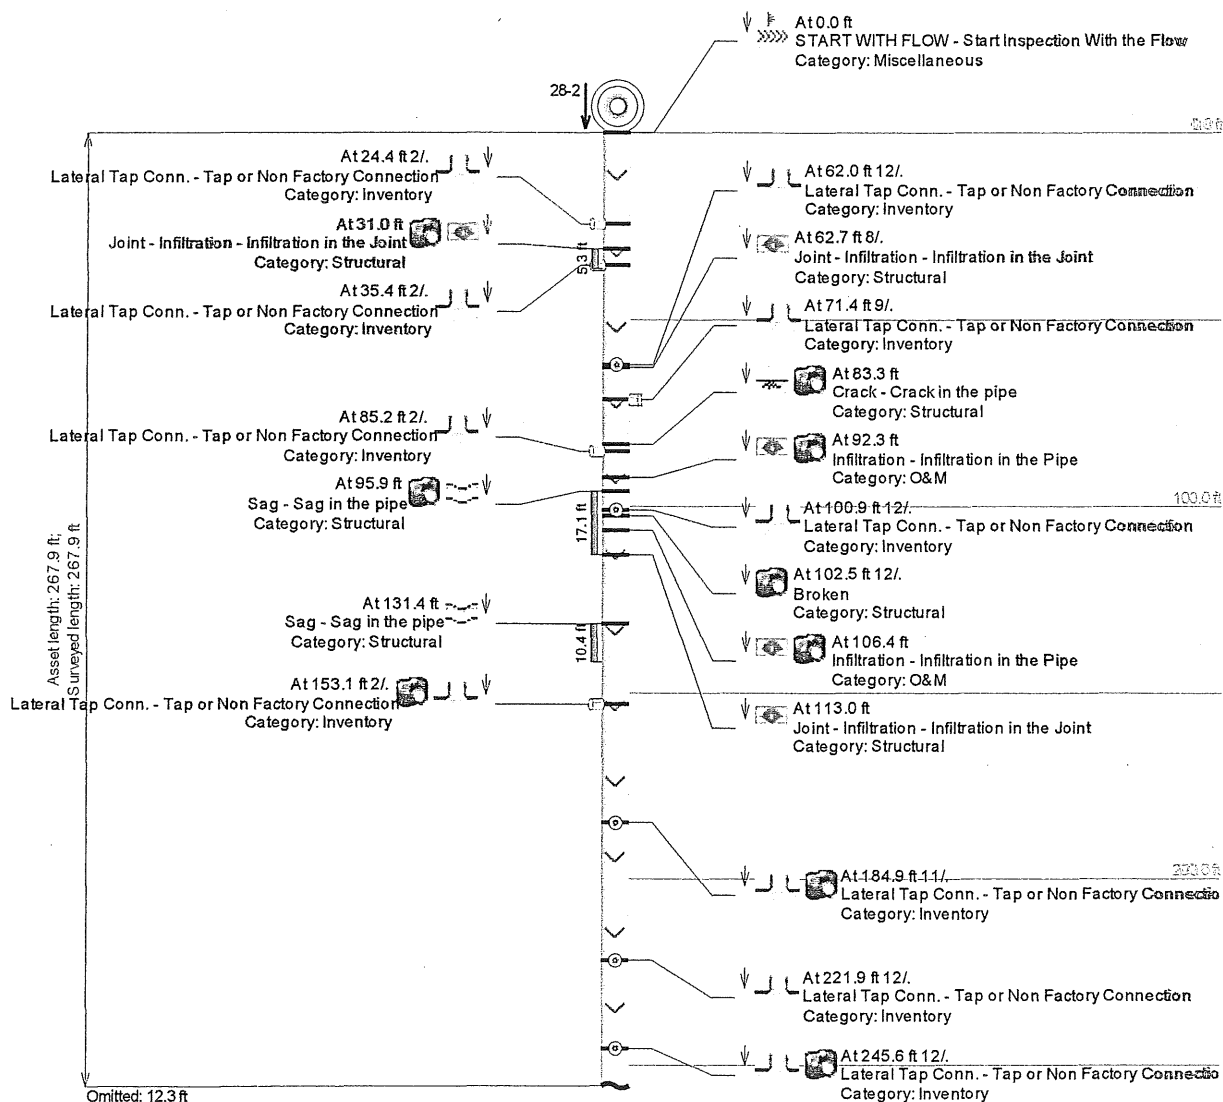 At 0.0 ft
START WITH FLOW - Start Inspection With the Flow
Category: Miscellaneous
28-2
0.0 ft
At 24.4 ft 2/.
Lateral Tap Conn. - Tap or Non Factory Connection
Category: Inventory
At 31.0 ft
Joint - Infiltration - Infiltration in the Joint
Category: Structural
5.3 ft
At 35.4 ft 2/.
Lateral Tap Conn. - Tap or Non Factory Connection
Category: Inventory
At 62.0 ft 12/.
Lateral Tap Conn. - Tap or Non Factory Connection
Category: Inventory
At 62.7 ft 8/.
Joint - Infiltration - Infiltration in the Joint
Category: Structural
At 71.4 ft 9/.
Lateral Tap Conn. - Tap or Non Factory Connection
Category: Inventory
At 83.3 ft
Crack - Crack in the pipe
Category: Structural
At 85.2 ft 2/.
Lateral Tap Conn. - Tap or Non Factory Connection
Category: Inventory
At 92.3 ft
Infiltration - Infiltration in the Pipe
Category: O&M
At 95.9 ft
Sag - Sag in the pipe
Category: Structural
17.1 ft
100.0 ft
At 100.9 ft 12/.
Lateral Tap Conn. - Tap or Non Factory Connection
Category: Inventory
At 102.5 ft 12/.
Broken
Category: Structural
Asset length: 267.9 ft;
Surveyed length: 267.9 ft
At 131.4 ft
Sag - Sag in the pipe
Category: Structural
10.4 ft
At 106.4 ft
Infiltration - Infiltration in the Pipe
Category: O&M
At 153.1 ft 2/.
Lateral Tap Conn. - Tap or Non Factory Connection
Category: Inventory
At 113.0 ft
Joint - Infiltration - Infiltration in the Joint
Category: Structural
200.0 ft
At 184.9 ft 11/.
Lateral Tap Conn. - Tap or Non Factory Connectio
Category: Inventory
At 221.9 ft 12/.
Lateral Tap Conn. - Tap or Non Factory Connection
Category: Inventory
At 245.6 ft 12/.
Lateral Tap Conn. - Tap or Non Factory Connectio
Category: Inventory
Omitted: 12.3 ft